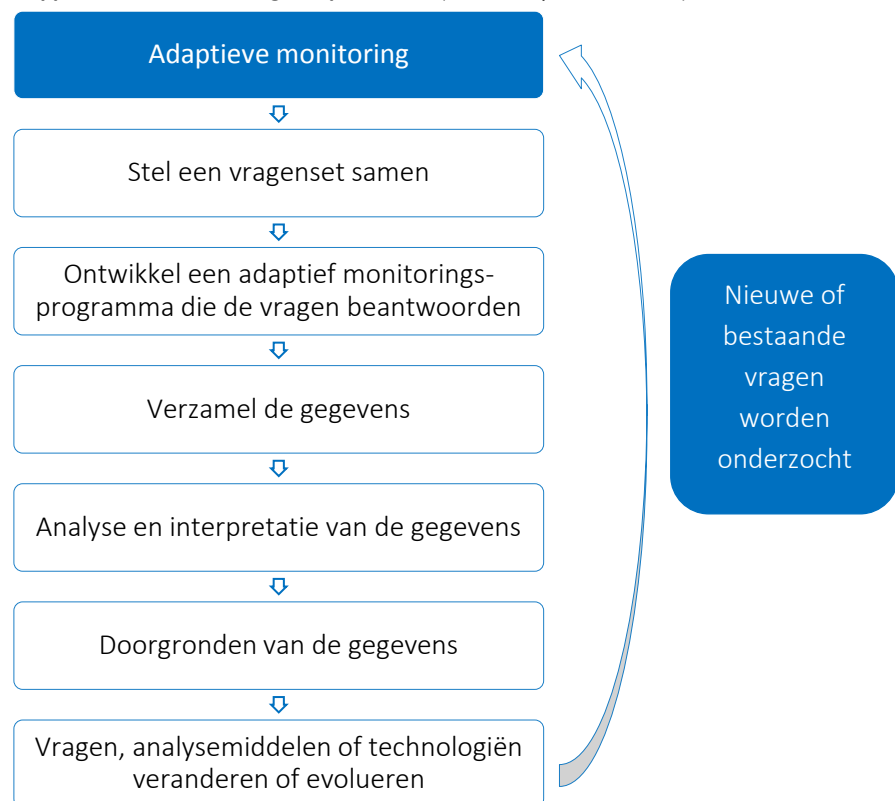 Adaptieve monitoring
Stel een vragenset samen
Ontwikkel een adaptief monitorings-
programma die de vragen beantwoorden
Verzamel de gegevens
Analyse en interpretatie van de gegevens
Doorgronden van de gegevens
Vragen, analysemiddelen of technologiën
veranderen of evolueren
Nieuwe of
bestaande
vragen
worden
onderzocht